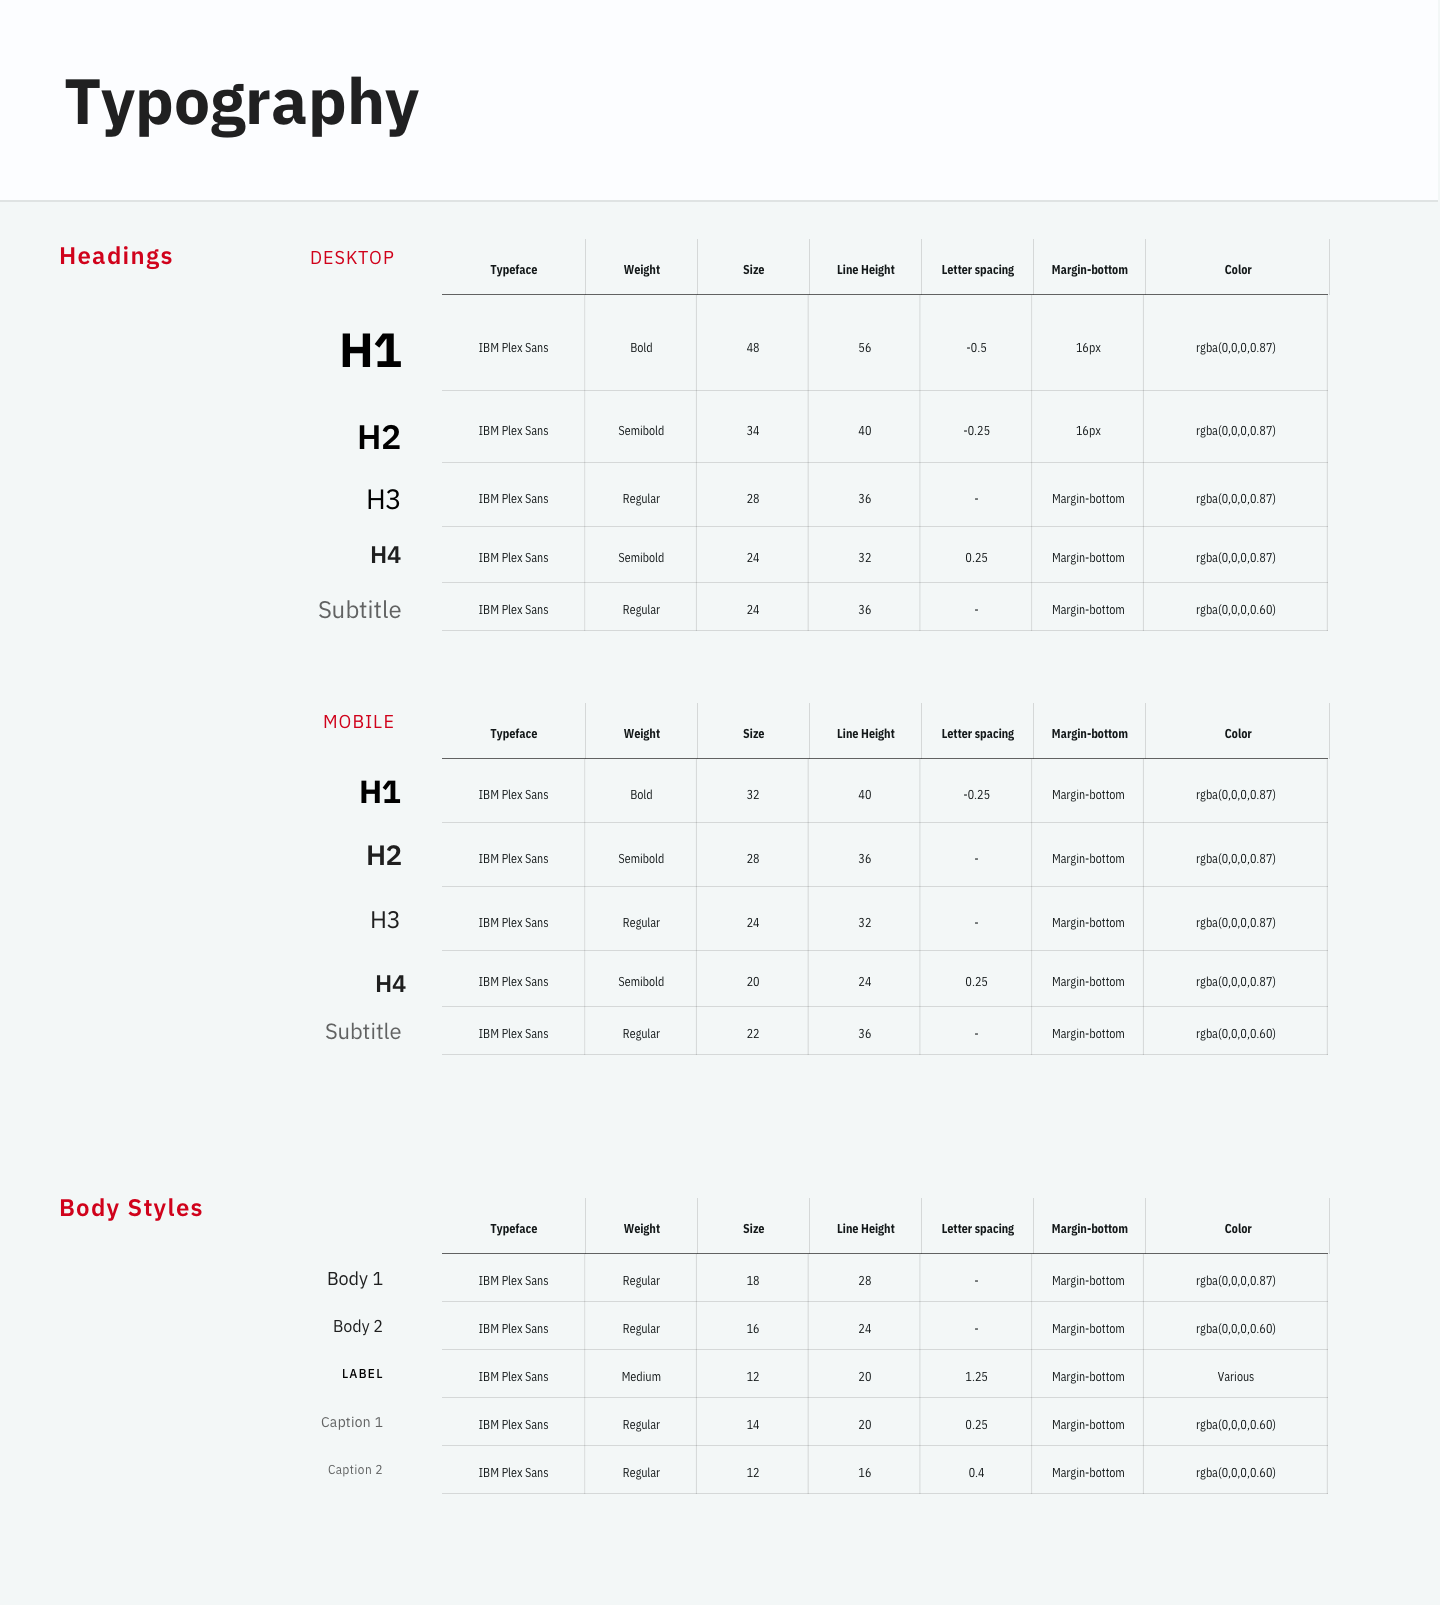 Typography
Headings
DESKTOP
Typeface Weight Size Line Height Letter spacing Margin-bottom Color
H1 IBM Plex Sans Bold 48 56 -0.5 16px rgba(0,0,0,0.87)
H2 IBM Plex Sans Semibold 34 40 -0.25 16px rgba(0,0,0,0.87)
H3 IBM Plex Sans Regular 28 36 - Margin-bottom rgba(0,0,0,0.87)
H4 IBM Plex Sans Semibold 24 32 0.25 Margin-bottom rgba(0,0,0,0.87)
Subtitle IBM Plex Sans Regular 24 36 - Margin-bottom rgba(0,0,0,0.60)
MOBILE
Typeface Weight Size Line Height Letter spacing Margin-bottom Color
H1 IBM Plex Sans Bold 32 40 -0.25 Margin-bottom rgba(0,0,0,0.87)
H2 IBM Plex Sans Semibold 28 36 - Margin-bottom rgba(0,0,0,0.87)
H3 IBM Plex Sans Regular 24 32 - Margin-bottom rgba(0,0,0,0.87)
H4 IBM Plex Sans Semibold 20 24 0.25 Margin-bottom rgba(0,0,0,0.87)
Subtitle IBM Plex Sans Regular 22 36 - Margin-bottom rgba(0,0,0,0.60)
Body Styles
Typeface Weight Size Line Height Letter spacing Margin-bottom Color
Body 1 IBM Plex Sans Regular 18 28 - Margin-bottom rgba(0,0,0,0.87)
Body 2 IBM Plex Sans Regular 16 24 - Margin-bottom rgba(0,0,0,0.60)
LABEL IBM Plex Sans Medium 12 20 1.25 Margin-bottom Various
Caption 1 IBM Plex Sans Regular 14 20 0.25 Margin-bottom rgba(0,0,0,0.60)
Caption 2 IBM Plex Sans Regular 12 16 0.4 Margin-bottom rgba(0,0,0,0.60)